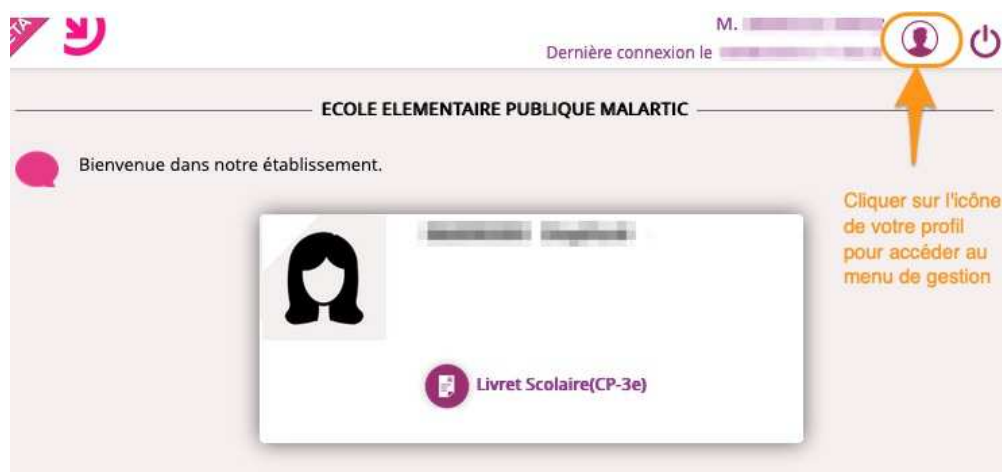 M.
Dernière connexion le
ECOLE ELEMENTAIRE PUBLIQUE MALARTIC
Bienvenue dans notre établissement.
Cliquer sur l'icône
de votre profil
pour accéder au
menu de gestion
Livret Scolaire(CP-3e)